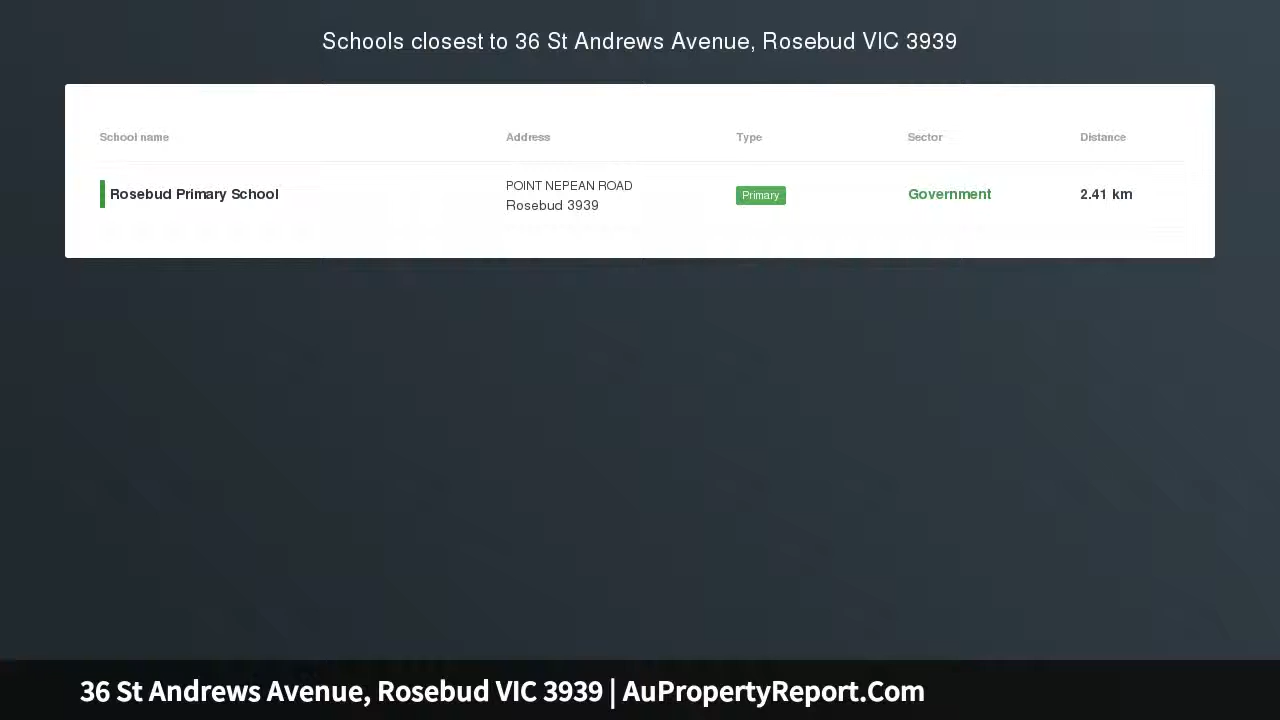 Schools closest to 36 St Andrews Avenue, Rosebud VIC 3939
School name Address Type Sector Distance
Rosebud Primary School POINT NEPEAN ROAD Primary Government 2.41 km
Rosebud 3939
36 St Andrews Avenue, Rosebud VIC 3939 | AuPropertyReport.Com